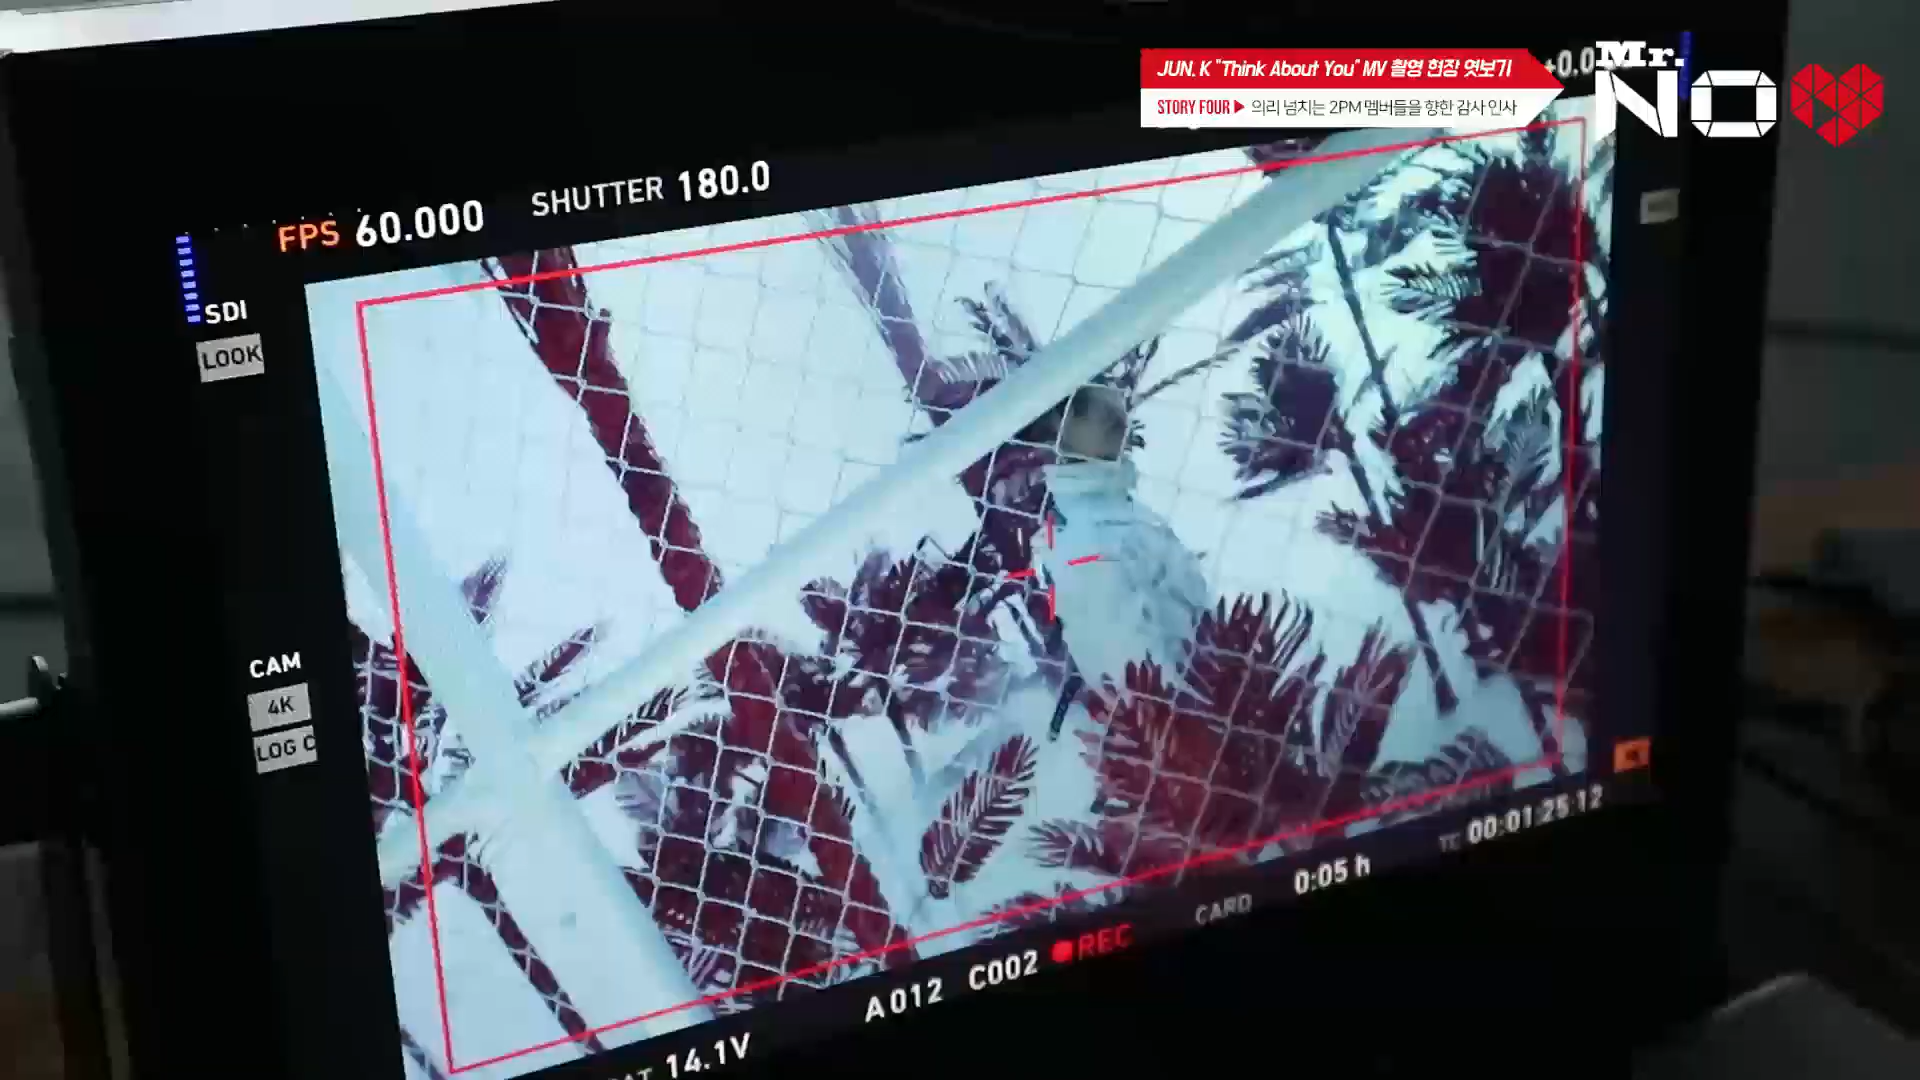 JUN. K "Think About You" MV 촬영 현장 엿보기
STORY FOUR ▶ 의리 넘치는 2PM 멤버들을 향한 감사 인사
Mr.
NO
+0.0
FPS 60.000
SHUTTER 180.0
SDI
LOOK
CAM
4K
LOG C
TC 00:01:25:12
CARD 0:05 h
A012 C002 ●REC
14.1V